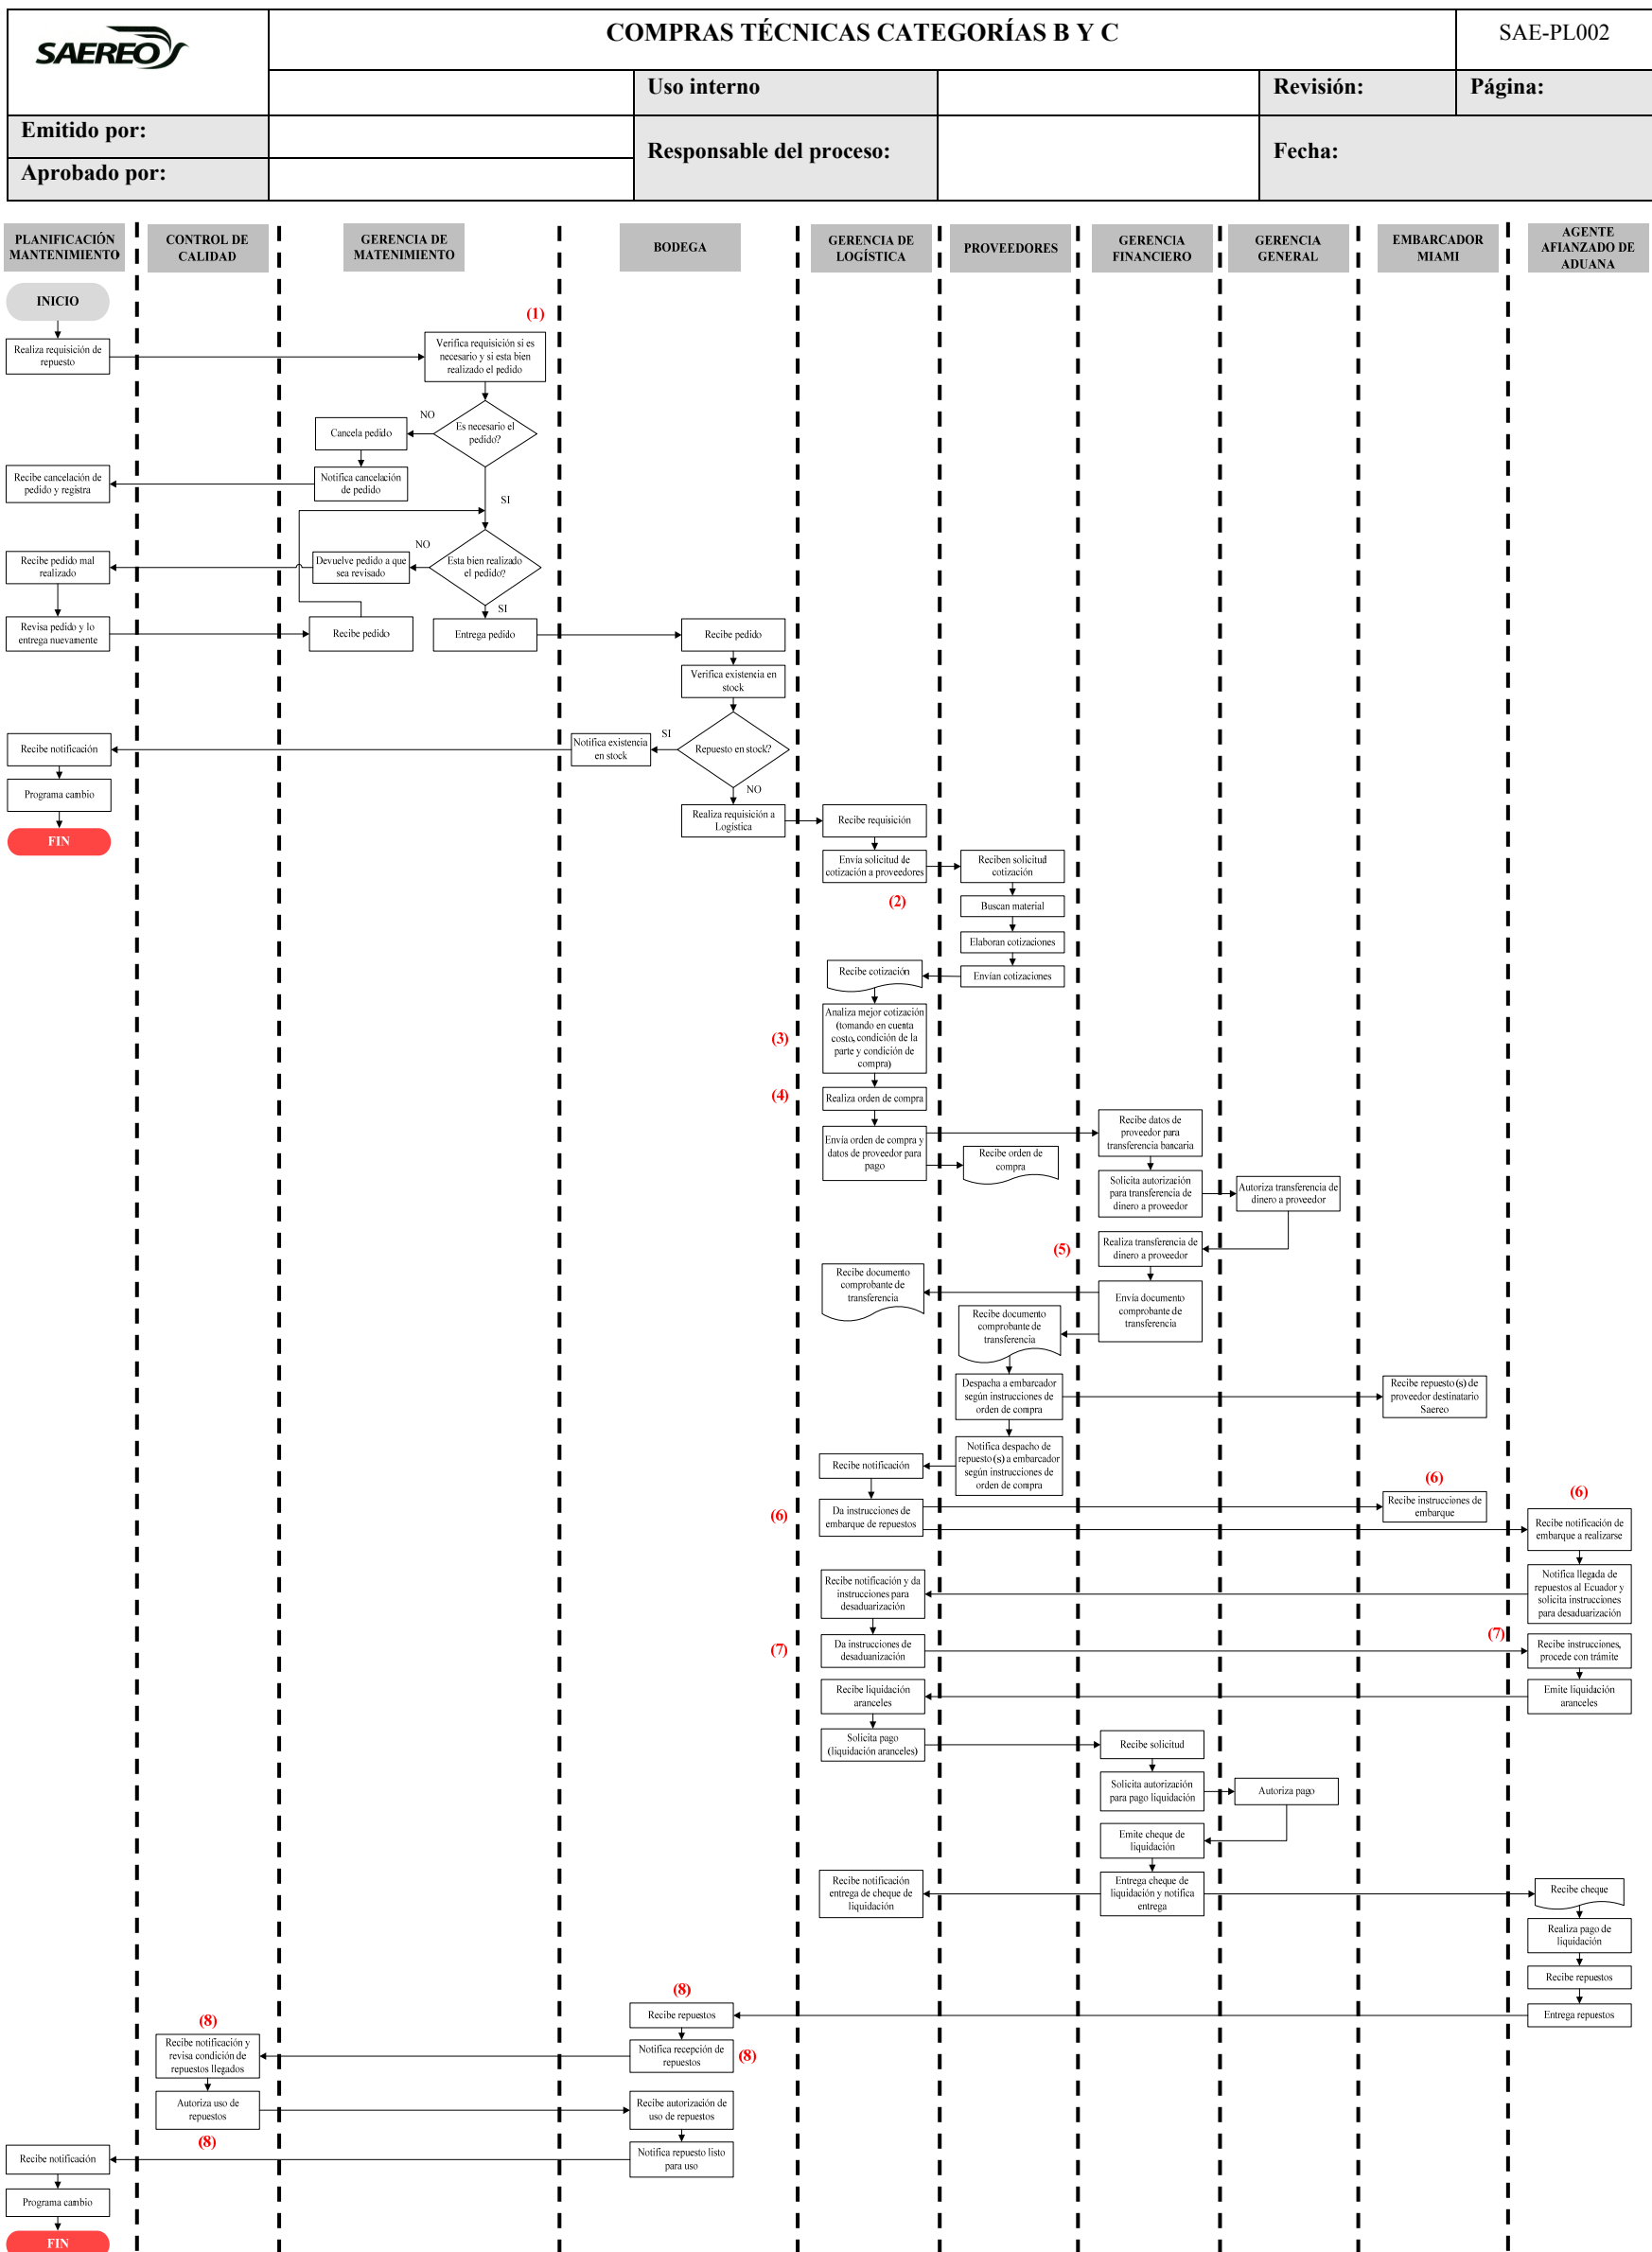 SAEREO
COMPRAS TÉCNICAS CATEGORÍAS B Y C
SAE-PL002
Uso interno
Revisión:
Página:
Emitido por:
Responsable del proceso:
Fecha:
Aprobado por:
PLANIFICACIÓN
MANTENIMIENTO
CONTROL DE
CALIDAD
GERENCIA DE
MATENIMIENTO
BODEGA
GERENCIA DE
LOGÍSTICA
PROVEEDORES
GERENCIA
FINANCIERO
GERENCIA
GENERAL
EMBARCADOR
MIAMI
AGENTE
AFIANZADO DE
ADUANA
INICIO
(1)
Realiza requisición de
repuesto
Verifica requisición si es
necesario y si esta bien
realizado el pedido
NO
Es necesario el
pedido?
Cancela pedido
Recibe cancelación de
pedido y registra
Notifica cancelación
de pedido
SI
NO
Recibe pedido mal
realizado
Devuelve pedido a que
sea revisado
Esta bien realizado
el pedido?
SI
Revisa pedido y lo
entrega nuevamente
Recibe pedido
Entrega pedido
Recibe pedido
Verifica existencia en
stock
SI
Recibe notificación
Notifica existencia
en stock
Repuesto en stock?
NO
Programa cambio
Realiza requisición a
Logística
Recibe requisición
FIN
Envía solicitud de
cotización a proveedores
Reciben solicitud
cotización
(2)
Buscan material
Elaboran cotizaciones
Recibe cotización
Envían cotizaciones
(3)
Analiza mejor cotización
(tomando en cuenta
costo, condición de la
parte y condición de
compra)
(4)
Realiza orden de compra
Envía orden de compra y
datos de proveedor para
pago
Recibe orden de
compra
Recibe datos de
proveedor para
transferencia bancaria
Solicita autorización
para transferencia de
dinero a proveedor
Autoriza transferencia de
dinero a proveedor
(5)
Realiza transferencia de
dinero a proveedor
Recibe documento
comprobante de
transferencia
Envía documento
comprobante de
transferencia
Recibe documento
comprobante de
transferencia
Despacha a embarcador
según instrucciones de
orden de compra
Recibe repuesto (s) de
proveedor destinatario
Saereo
Recibe notificación
Notifica despacho de
repuesto (s) a embarcador
según instrucciones de
orden de compra
(6)
(6)
(6)
Da instrucciones de
embarque de repuestos
Recibe instrucciones de
embarque
Recibe notificación de
embarque a realizarse
Recibe notificación y da
instrucciones para
desaduarización
Notifica llegada de
repuestos al Ecuador y
solicita instrucciones
para desaduarización
(7)
(7)
Da instrucciones de
desaduanización
Recibe instrucciones,
procede con trámite
Recibe liquidación
aranceles
Emite liquidación
aranceles
Solicita pago
(liquidación aranceles)
Recibe solicitud
Solicita autorización
para pago liquidación
Autoriza pago
Emite cheque de
liquidación
Recibe notificación
entrega de cheque de
liquidación
Entrega cheque de
liquidación y notifica
entrega
Recibe cheque
Realiza pago de
liquidación
Recibe repuestos
(8)
Recibe repuestos
Entrega repuestos
(8)
Recibe notificación y
revisa condición de
repuestos llegados
Notifica recepción de
repuestos
(8)
Autoriza uso de
repuestos
Recibe autorización de
uso de repuestos
(8)
Recibe notificación
Notifica repuesto listo
para uso
Programa cambio
FIN